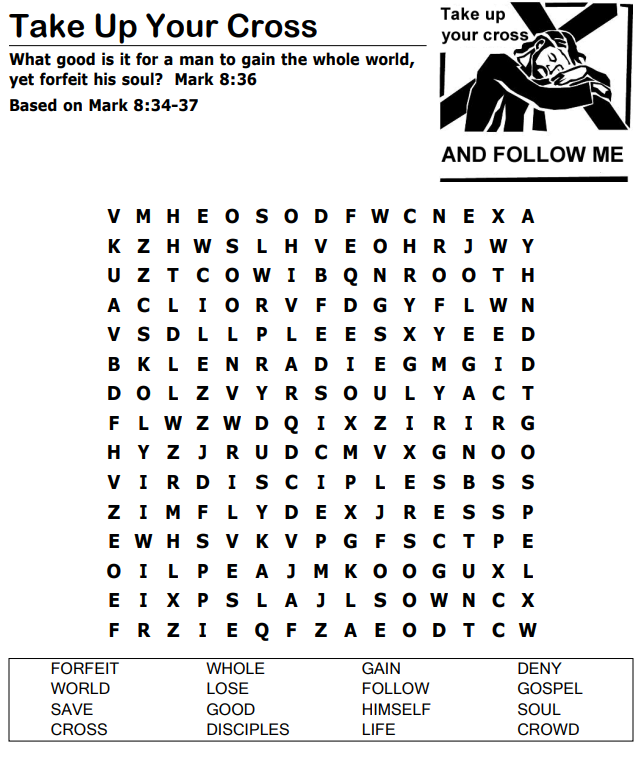 Take Up Your Cross
What good is it for a man to gain the whole world,
yet forfeit his soul?  Mark 8:36
Based on Mark 8:34-37
Take up
your cross
AND FOLLOW ME
V M H E O S O D F W C N E X A
K Z H W S L H V E O H R J W Y
U Z T C O W I B Q N R O O T H
A C L I O R V F D G Y F L W N
V S D L L P L E E S X Y E E D
B K L E N R A D I E G M G I D
D O L Z V Y R S O U L Y A C T
F L W Z W D Q I X Z I R I R G
H Y Z J R U D C M V X G N O O
V I R D I S C I P L E S B S S
Z I M F L Y D E X J R E S S P
E W H S V K V P G F S C T P E
O I L P E A J M K O O G U X L
E I X P S L A J L S O W N C X
F R Z I E Q F Z A E O D T C W
FORFEIT WHOLE GAIN DENY
WORLD LOSE FOLLOW GOSPEL
SAVE GOOD HIMSELF SOUL
CROSS DISCIPLES LIFE CROWD